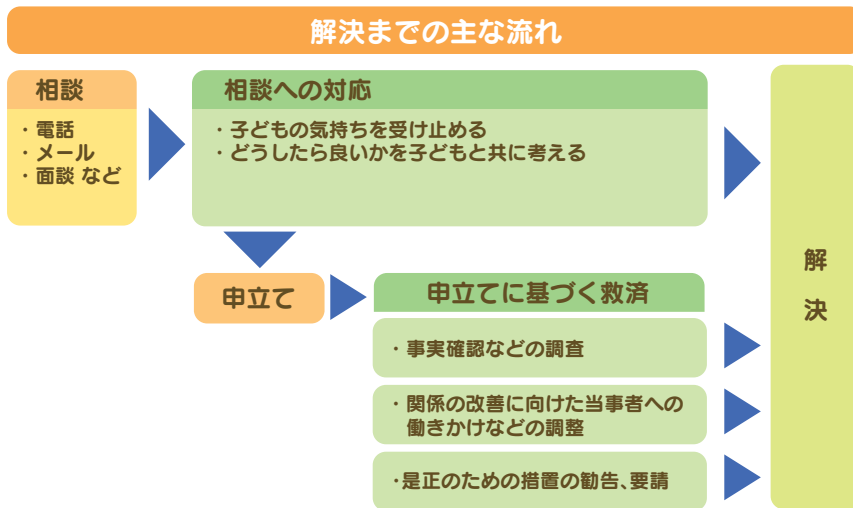 解決までの主な流れ
相談
・電話
・メール
・面談 など
相談への対応
・子どもの気持ちを受け止める
・どうしたら良いかを子どもと共に考える
申立て
申立てに基づく救済
・事実確認などの調査
・関係の改善に向けた当事者への
働きかけなどの調整
・是正のための措置の勧告、要請
解
決